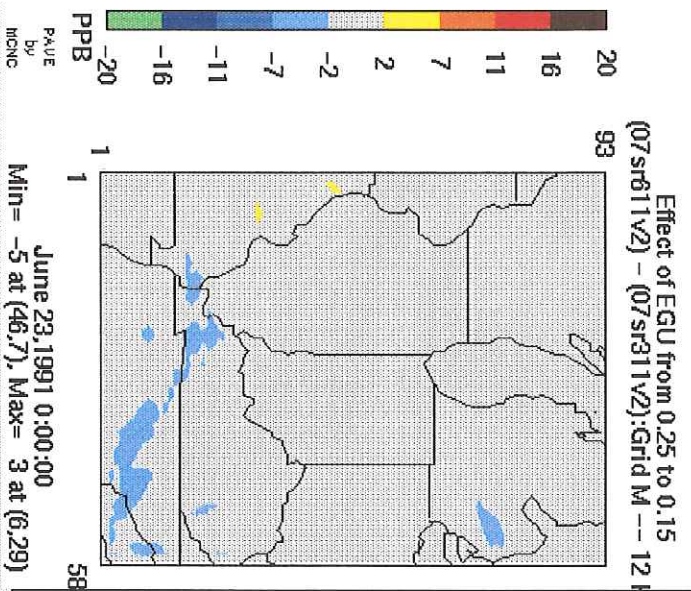 Effect of EGU from 0.25 to 0.15
(07sr611v2) - (07sr311v2):Grid M -- 12
20
16
11
7
2
-2
-7
-11
-16
-20
PPB
PAVE
by
MCNC
93
1
1
58
June 23,1991 0:00:00
Min= -5 at (46,7), Max= 3 at (6,29)